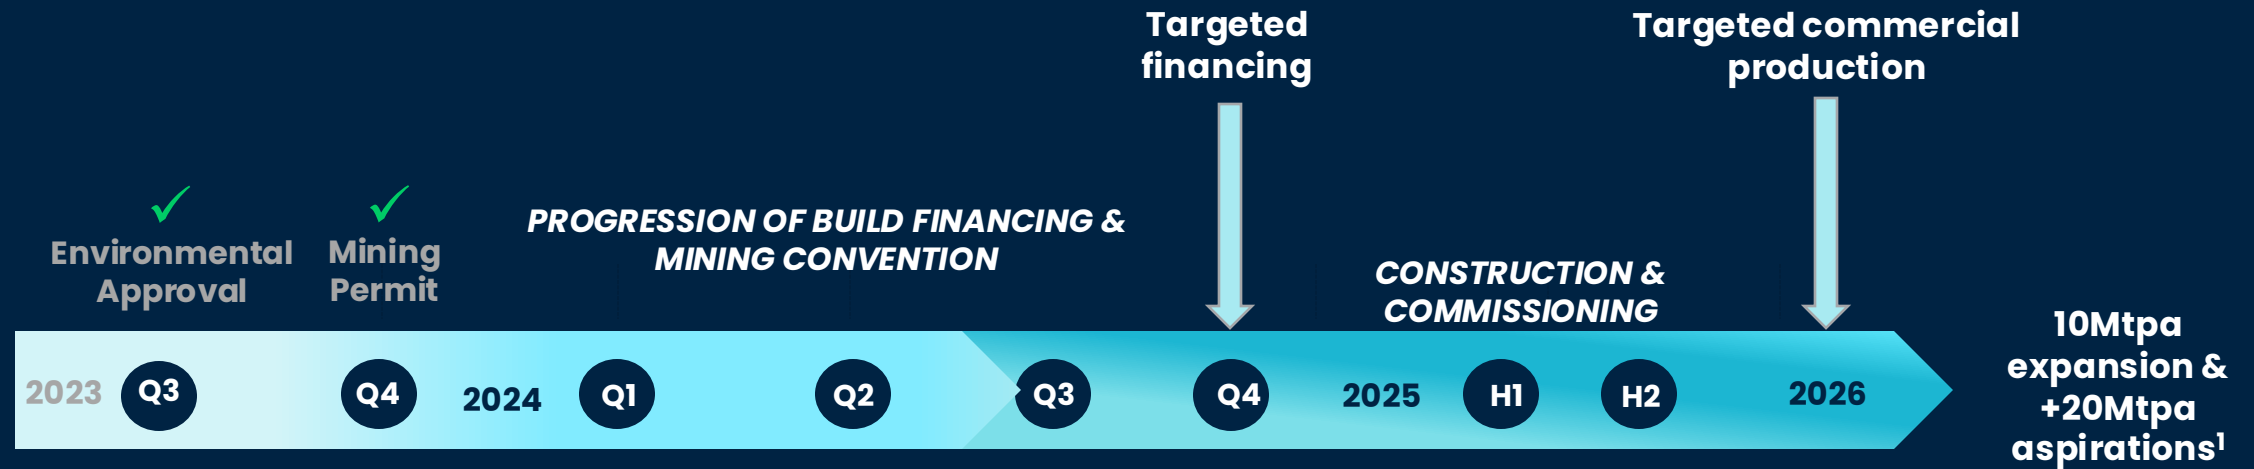 Targeted
financing
Targeted commercial
production
Environmental
Approval
Mining
Permit
PROGRESSION OF BUILD FINANCING &
MINING CONVENTION
CONSTRUCTION &
COMMISSIONING
2023
Q3
Q4
2024
Q1
Q2
Q3
Q4
2025
H1
H2
2026
10Mtpa
expansion &
+20Mtpa
aspirations¹